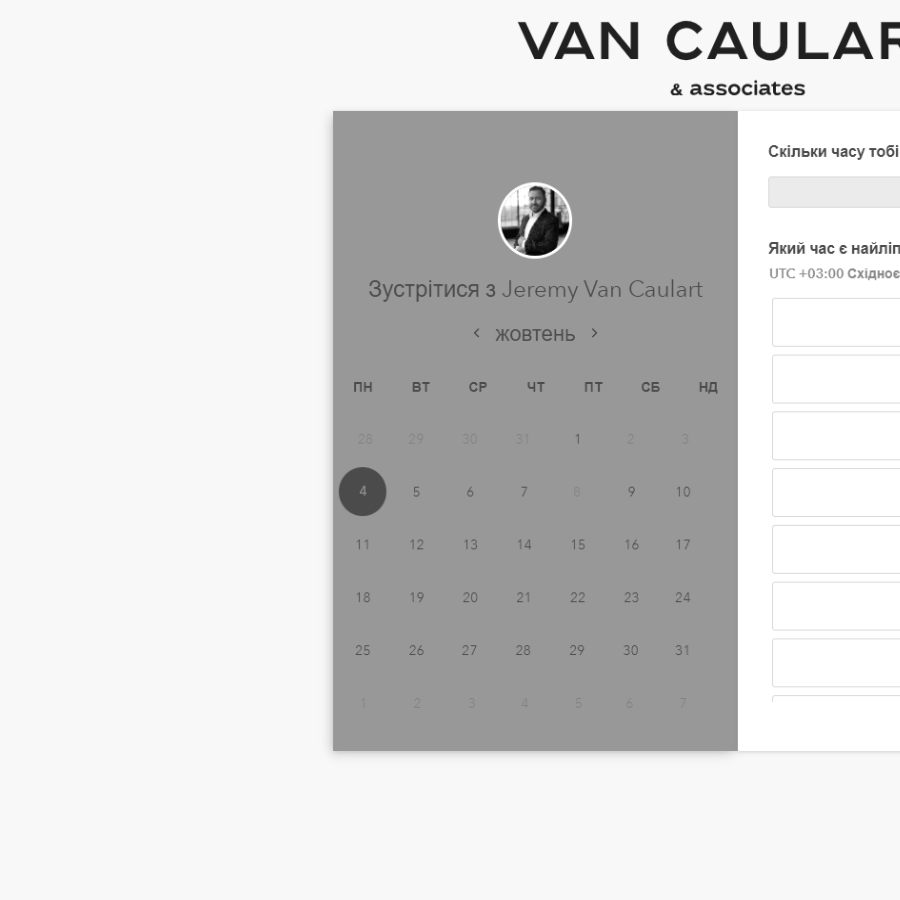 VAN CAULAR
& associates
Скільки часу тобі
Зустрітися з Jeremy Van Caulart
Який час є найліп
UTC +03:00 Східноє
жовтень
ПН ВТ СР ЧТ ПТ СБ НД
28 29 30 31 1 2 3
4 5 6 7 8 9 10
11 12 13 14 15 16 17
18 19 20 21 22 23 24
25 26 27 28 29 30 31
1 2 3 4 5 6 7